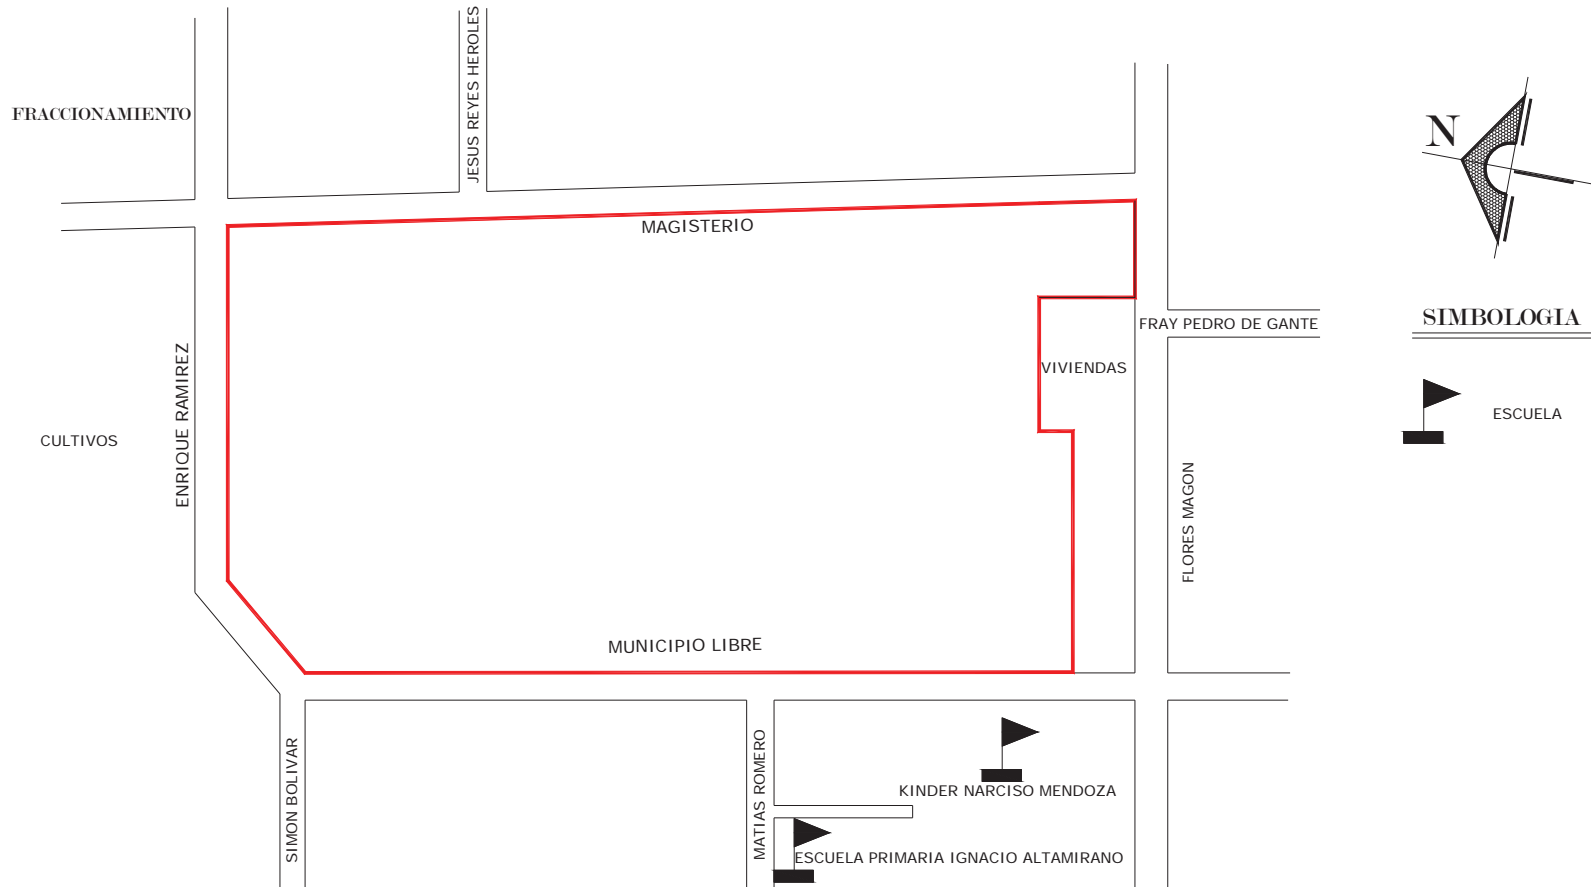 JESUS REYES HEROLES
FRACCIONAMIENTO
N
MAGISTERIO
SIMBOLOGIA
FRAY PEDRO DE GANTE
VIVIENDAS
ENRIQUE RAMIREZ
ESCUELA
CULTIVOS
FLORES MAGON
MUNICIPIO LIBRE
SIMON BOLIVAR
MATIAS ROMERO
KINDER NARCISO MENDOZA
ESCUELA PRIMARIA IGNACIO ALTAMIRANO